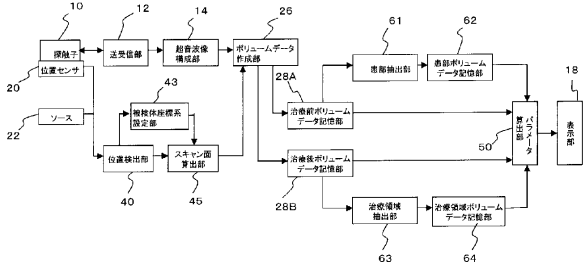 10
12
14
26
61
62
探触子
位置センサ
送受信部
超音波像
構成部
ボリュームデータ
作成部
患部抽出部
患部ボリューム
データ記憶部
18
20
43
28A
被検体座標系
設定部
治療前ボリューム
データ記憶部
22
ソース
50
パラメータ
算出部
表示部
位置検出部
スキャン面
算出部
治療後ボリューム
データ記憶部
40
45
28B
治療領域
抽出部
治療領域ボリューム
データ記憶部
63
64